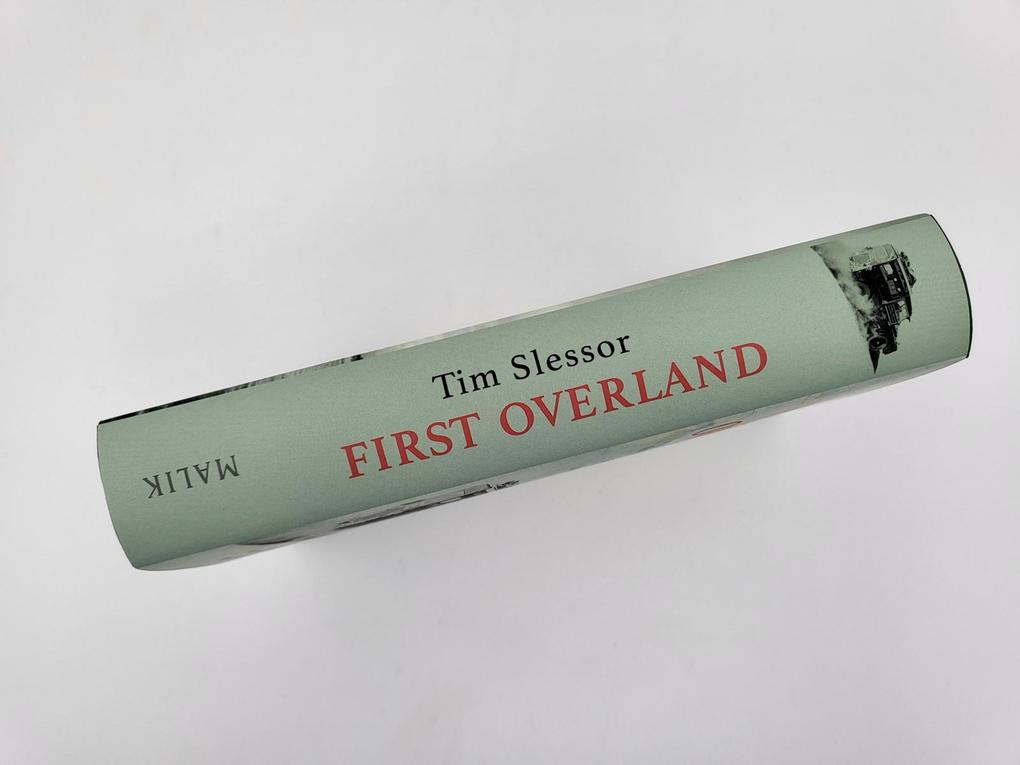 Tim Slessor
FIRST OVERLAND
MALIK